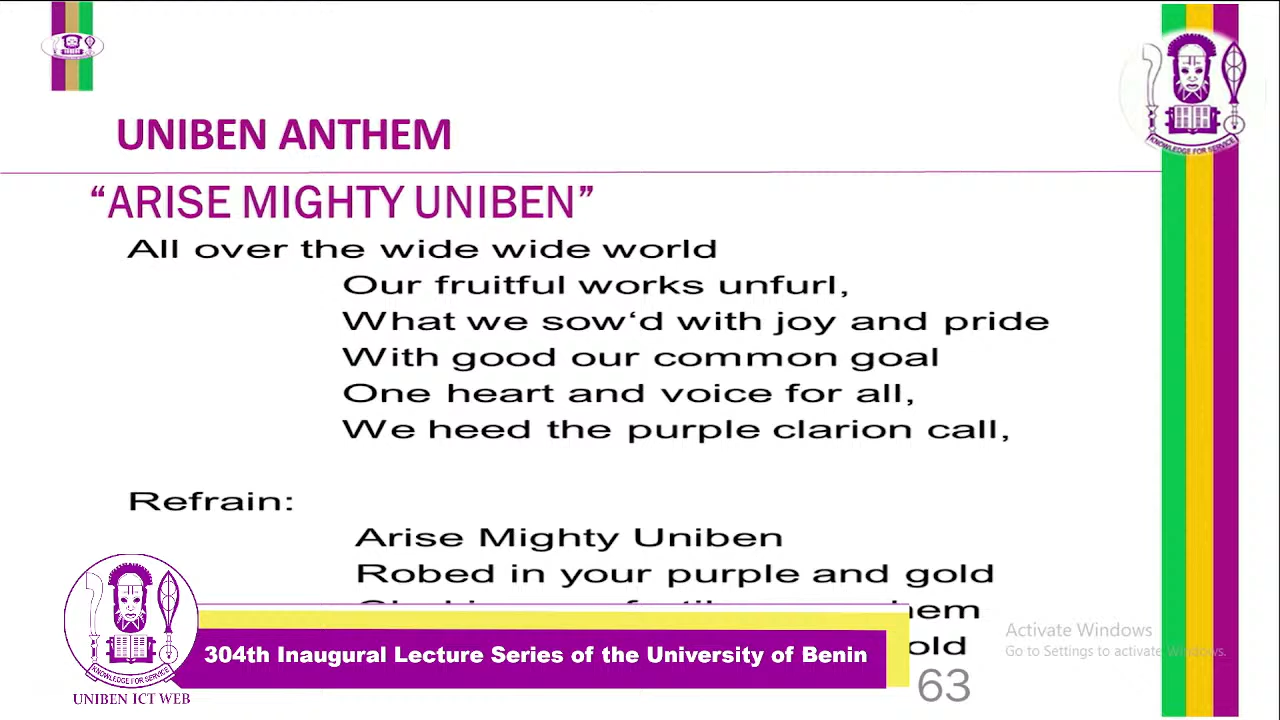 UNIBEN ANTHEM
“ARISE MIGHTY UNIBEN”
All over the wide wide world
Our fruitful works unfurl,
What we sow‘d with joy and pride
With good our common goal
One heart and voice for all,
We heed the purple clarion call,
Refrain:
Arise Mighty Uniben
Robed in your purple and gold
KNOWLEDGE FOR SERVICE
304th Inaugural Lecture Series of the University of Benin
KNOWLEDGE FOR SERVICE
UNIBEN ICT WEB
63
Activate Windows
Go to Settings to activate Windows.